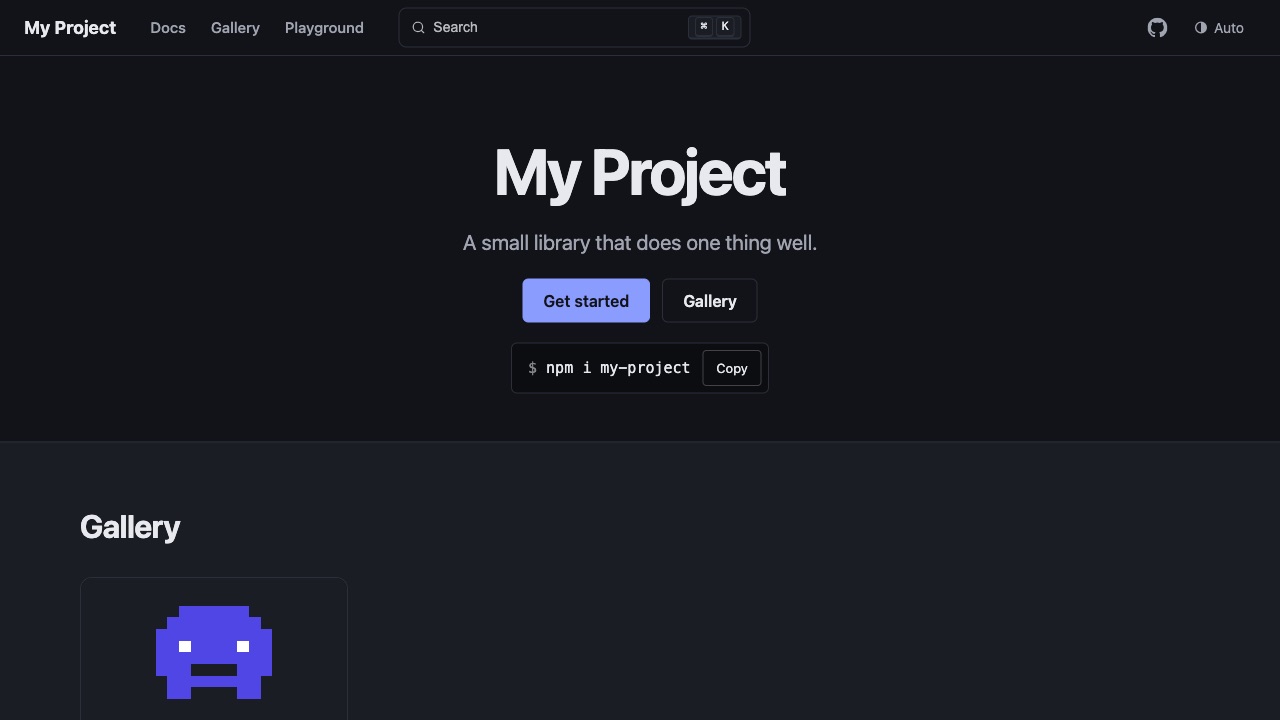 My Project Docs Gallery Playground Search ⌘ K Auto
My Project
A small library that does one thing well.
Get started Gallery
$ npm i my-project Copy
Gallery